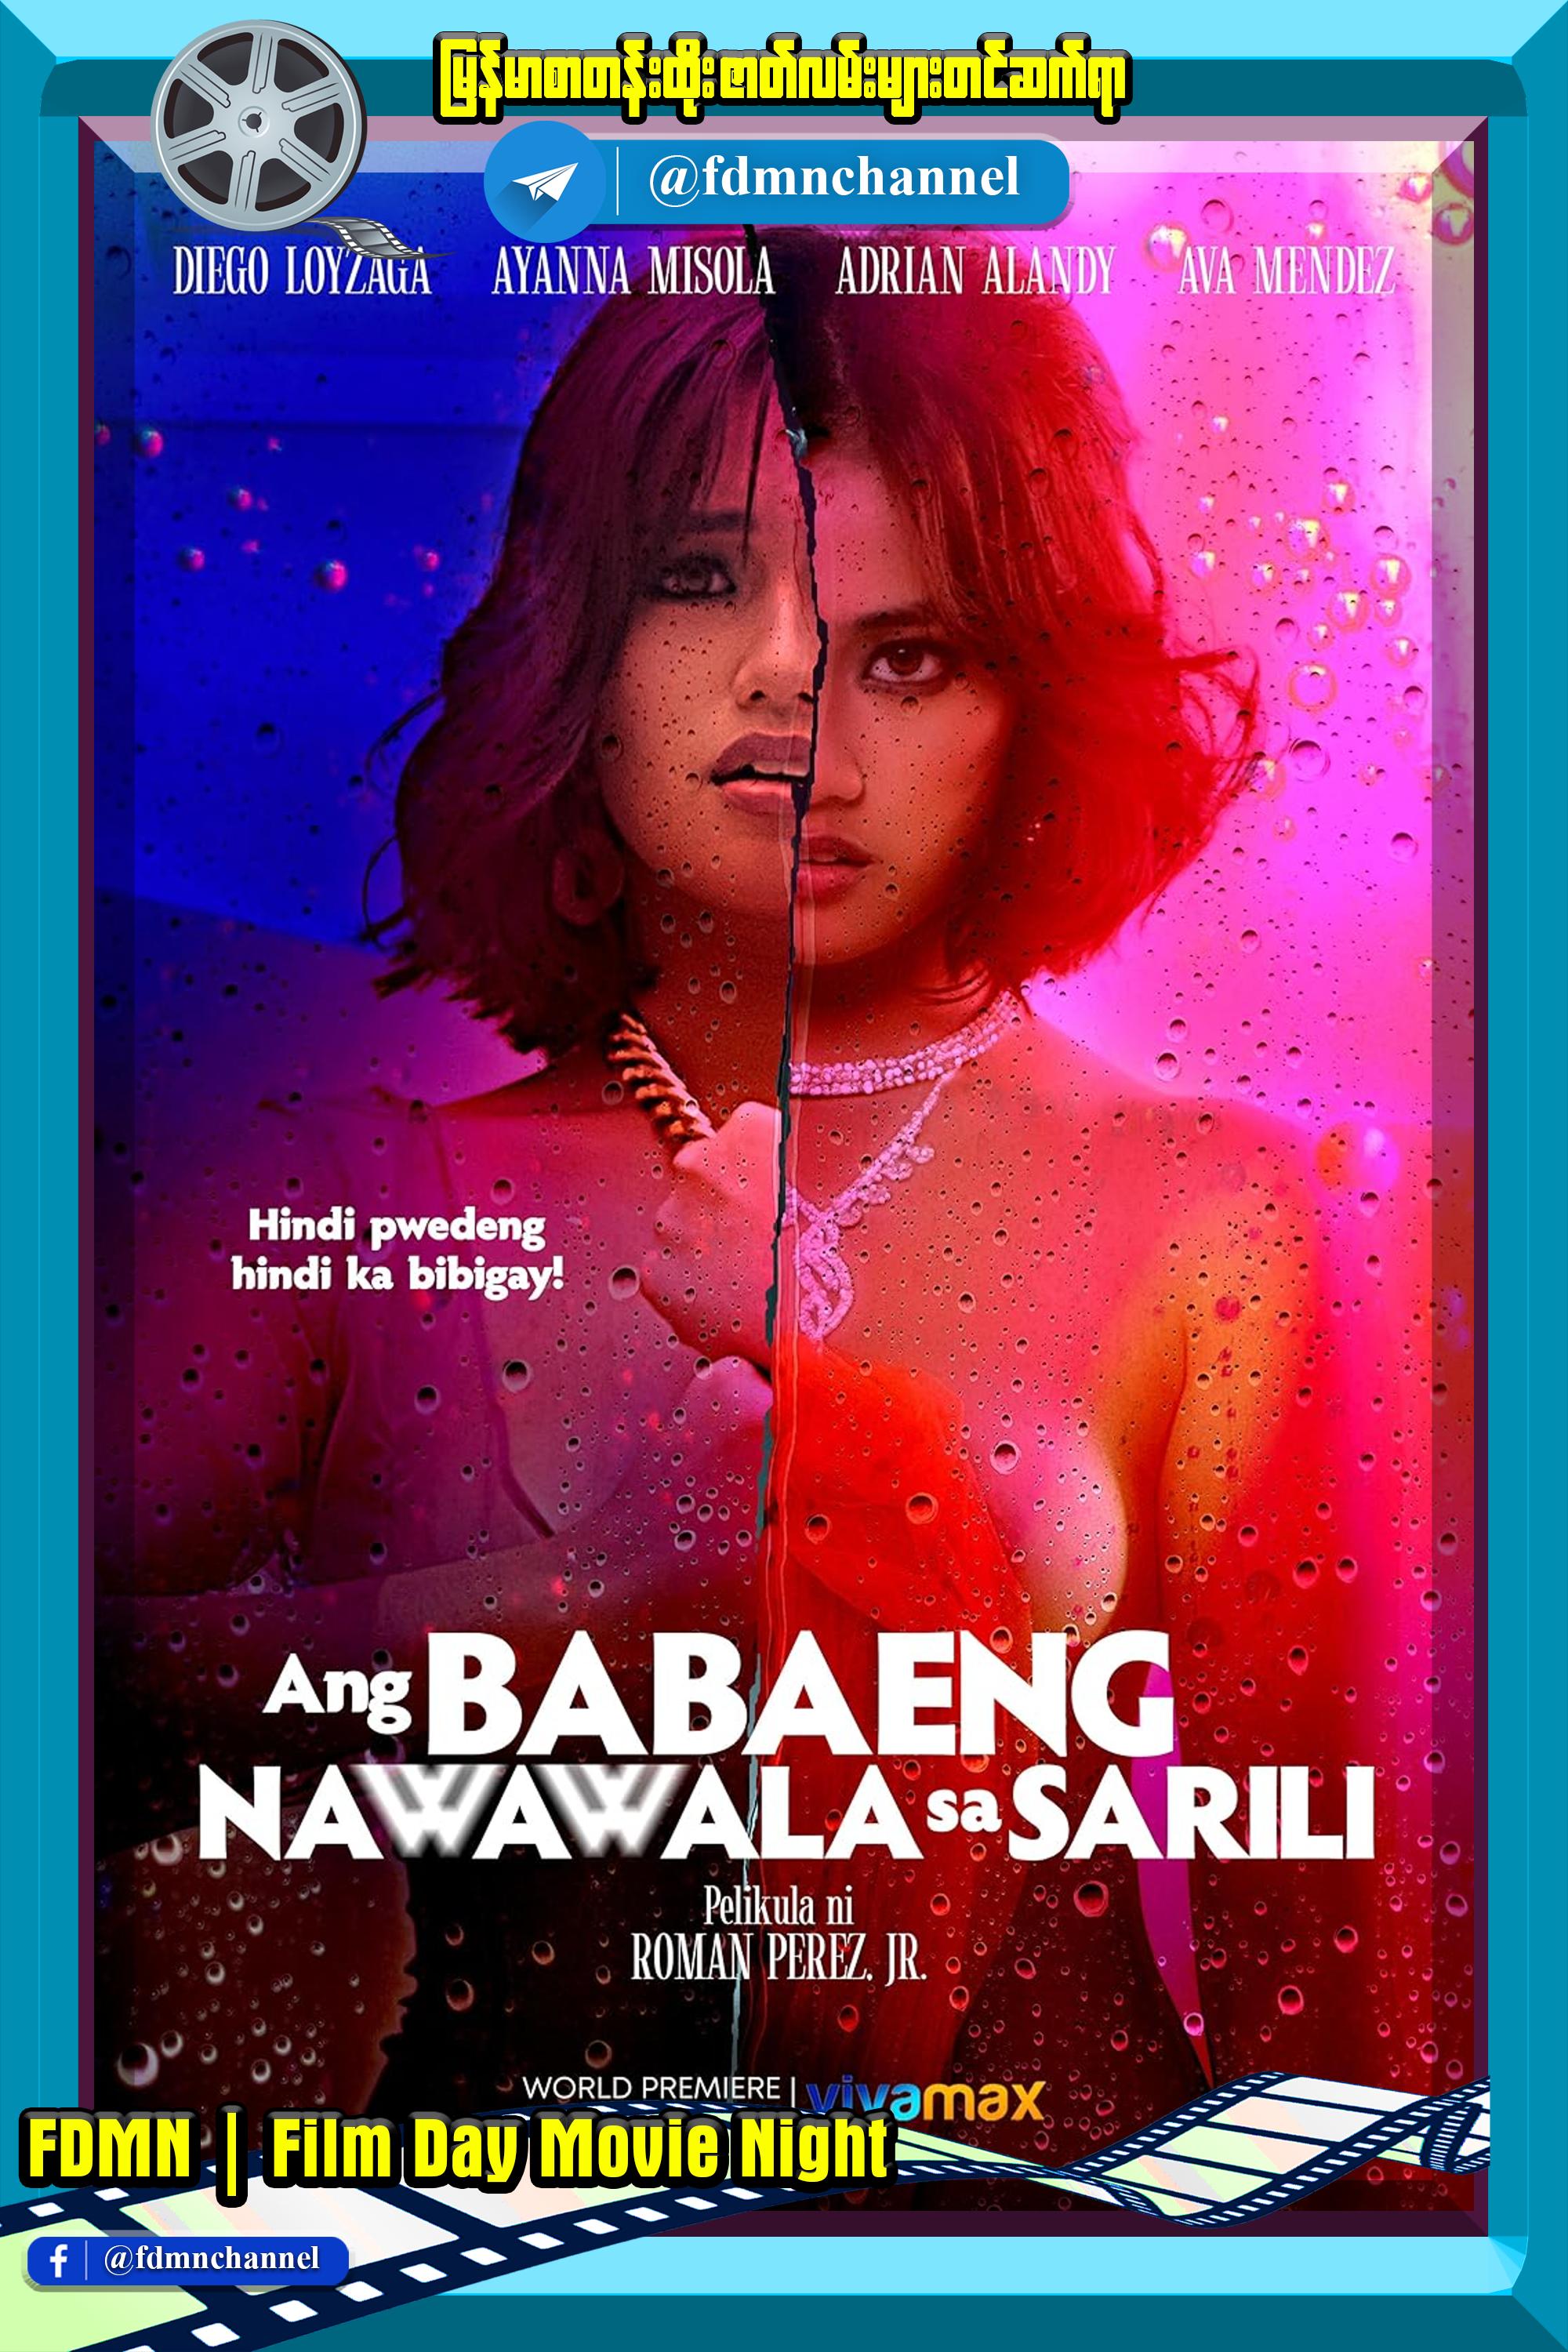 မြန်မာစာတန်းထိုး ဇာတ်လမ်းများတင်ဆက်ရာ
@fdmnchannel
DIEGO LOYZAGA AYANNA MISOLA ADRIAN ALANDY AVA MENDEZ
Hindi pwedeng
hindi ka bibigay!
Ang BABAENG
NAWAWALA sa SARILI
Pelikula ni
ROMAN PEREZ, JR.
WORLD PREMIERE | vivamax
FDMN | Film Day Movie Night
@fdmnchannel